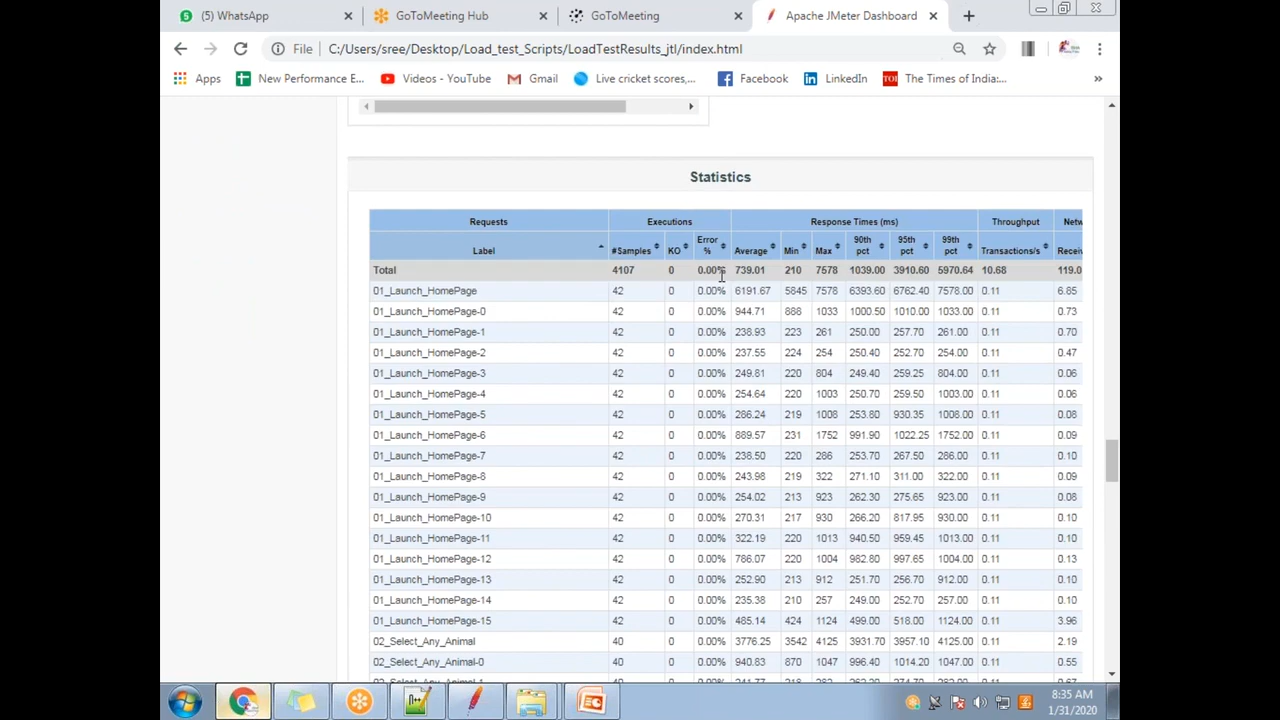 (5) WhatsApp
GoToMeeting Hub
GoToMeeting
Apache JMeter Dashboard
File C:/Users/sree/Desktop/Load_test_Scripts/LoadTestResults_jtl/index.html
Apps
New Performance E...
Videos - YouTube
Gmail
Live cricket scores,...
Facebook
LinkedIn
The Times of India:...
Statistics
Requests Executions Response Times (ms) Throughput Netw
Label #Samples KO Error % Average Min Max 90th pct 95th pct 99th pct Transactions/s Receiv
Total 4107 0 0.00% 739.01 210 7578 1039.00 3910.60 5970.64 10.68 119.0
01_Launch_HomePage 42 0 0.00% 6191.67 5845 7578 6393.60 6762.40 7578.00 0.11 6.85
01_Launch_HomePage-0 42 0 0.00% 944.71 888 1033 1000.50 1010.00 1033.00 0.11 0.73
01_Launch_HomePage-1 42 0 0.00% 238.93 223 261 250.00 257.70 261.00 0.11 0.70
01_Launch_HomePage-2 42 0 0.00% 237.55 224 254 250.40 252.70 254.00 0.11 0.47
01_Launch_HomePage-3 42 0 0.00% 249.81 220 804 249.40 259.25 804.00 0.11 0.06
01_Launch_HomePage-4 42 0 0.00% 254.64 220 1003 250.70 259.50 1003.00 0.11 0.06
01_Launch_HomePage-5 42 0 0.00% 286.24 219 1008 253.80 930.35 1008.00 0.11 0.08
01_Launch_HomePage-6 42 0 0.00% 889.57 231 1752 991.90 1022.25 1752.00 0.11 0.09
01_Launch_HomePage-7 42 0 0.00% 238.50 220 286 253.70 267.50 286.00 0.11 0.10
01_Launch_HomePage-8 42 0 0.00% 243.98 219 322 271.10 311.00 322.00 0.11 0.09
01_Launch_HomePage-9 42 0 0.00% 254.02 213 923 262.30 275.65 923.00 0.11 0.08
01_Launch_HomePage-10 42 0 0.00% 270.31 217 930 266.20 817.95 930.00 0.11 0.10
01_Launch_HomePage-11 42 0 0.00% 322.19 220 1013 940.50 959.45 1013.00 0.11 0.10
01_Launch_HomePage-12 42 0 0.00% 786.07 220 1004 982.80 997.65 1004.00 0.11 0.13
01_Launch_HomePage-13 42 0 0.00% 252.90 213 912 251.70 256.70 912.00 0.11 0.10
01_Launch_HomePage-14 42 0 0.00% 235.38 210 257 249.00 252.70 257.00 0.11 0.10
01_Launch_HomePage-15 42 0 0.00% 485.14 424 1124 499.00 518.00 1124.00 0.11 3.96
02_Select_Any_Animal 40 0 0.00% 3776.25 3542 4125 3931.70 3957.10 4125.00 0.11 2.19
02_Select_Any_Animal-0 40 0 0.00% 940.83 870 1047 996.40 1014.20 1047.00 0.11 0.55
8:35 AM
1/31/2020